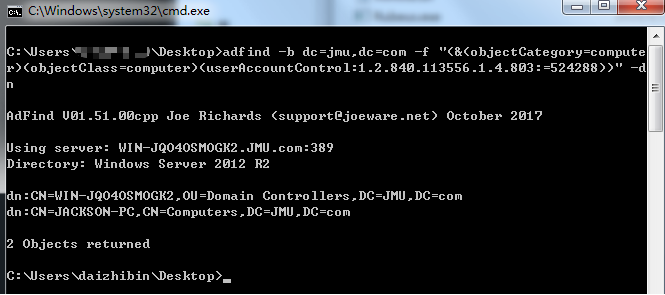 C:\Windows\system32\cmd.exe
C:\Users\ \Desktop>adfind -b dc=jmu,dc=com -f "(&(objectCategory=compute
r)(objectClass=computer)(userAccountControl:1.2.840.113556.1.4.803:=524288))" -d
n
AdFind V01.51.00cpp Joe Richards (support@joeware.net) October 2017
Using server: WIN-JQO4OSMOGK2.JMU.com:389
Directory: Windows Server 2012 R2
dn:CN=WIN-JQO4OSMOGK2,OU=Domain Controllers,DC=JMU,DC=com
dn:CN=JACKSON-PC,CN=Computers,DC=JMU,DC=com
2 Objects returned
C:\Users\daizhibin\Desktop>_